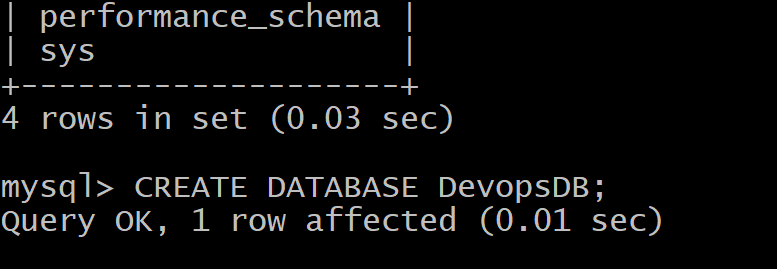 | performance_schema |
| sys                |
+--------------------+
4 rows in set (0.03 sec)
mysql> CREATE DATABASE DevopsDB;
Query OK, 1 row affected (0.01 sec)